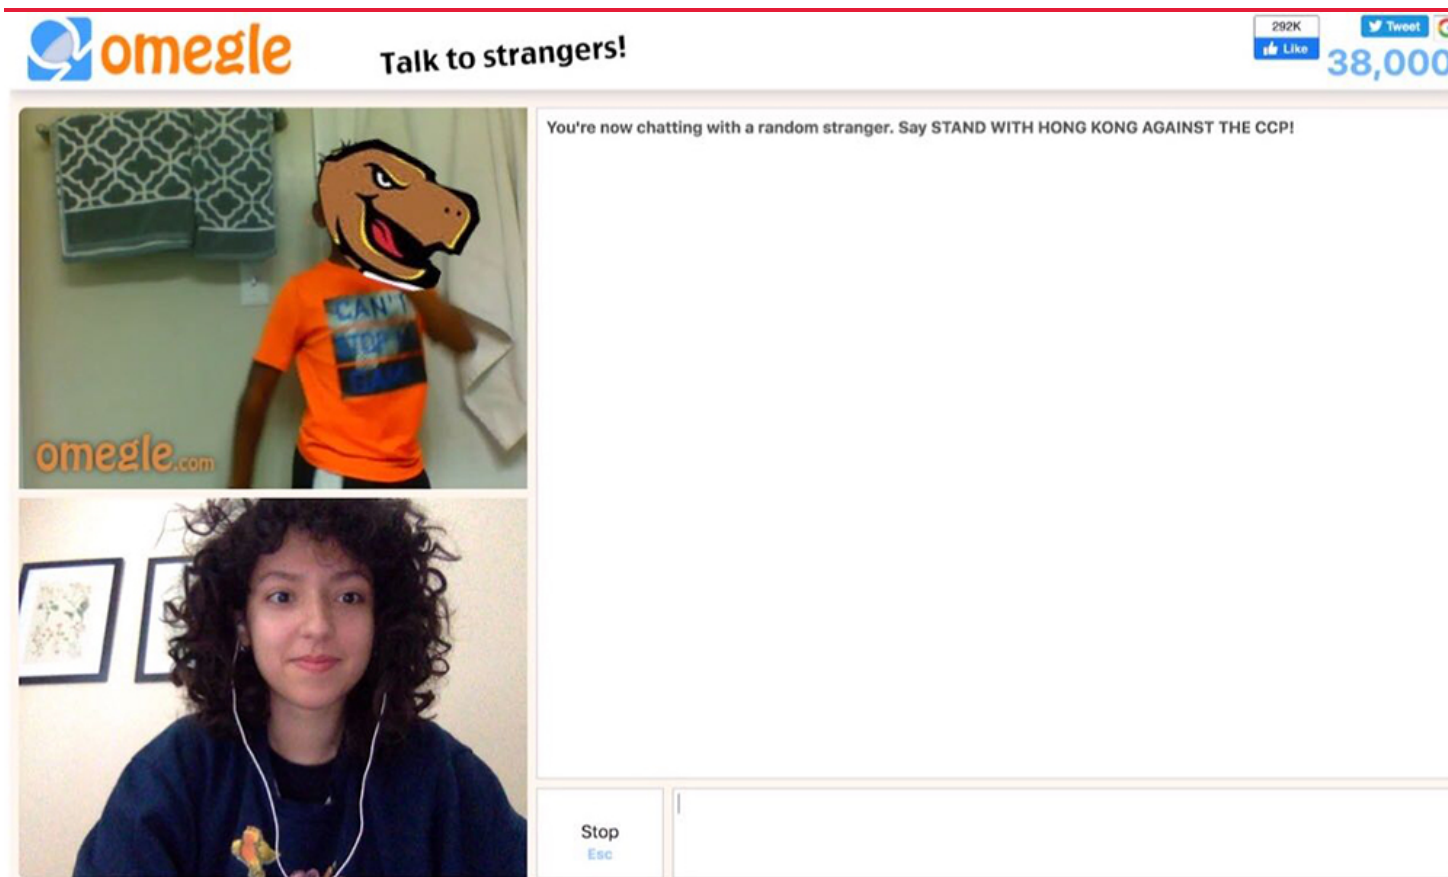 omegle
Talk to strangers!
292K
Like
Tweet
38,000
You're now chatting with a random stranger. Say STAND WITH HONG KONG AGAINST THE CCP!
CAN'T
omegle.com
Stop
Esc